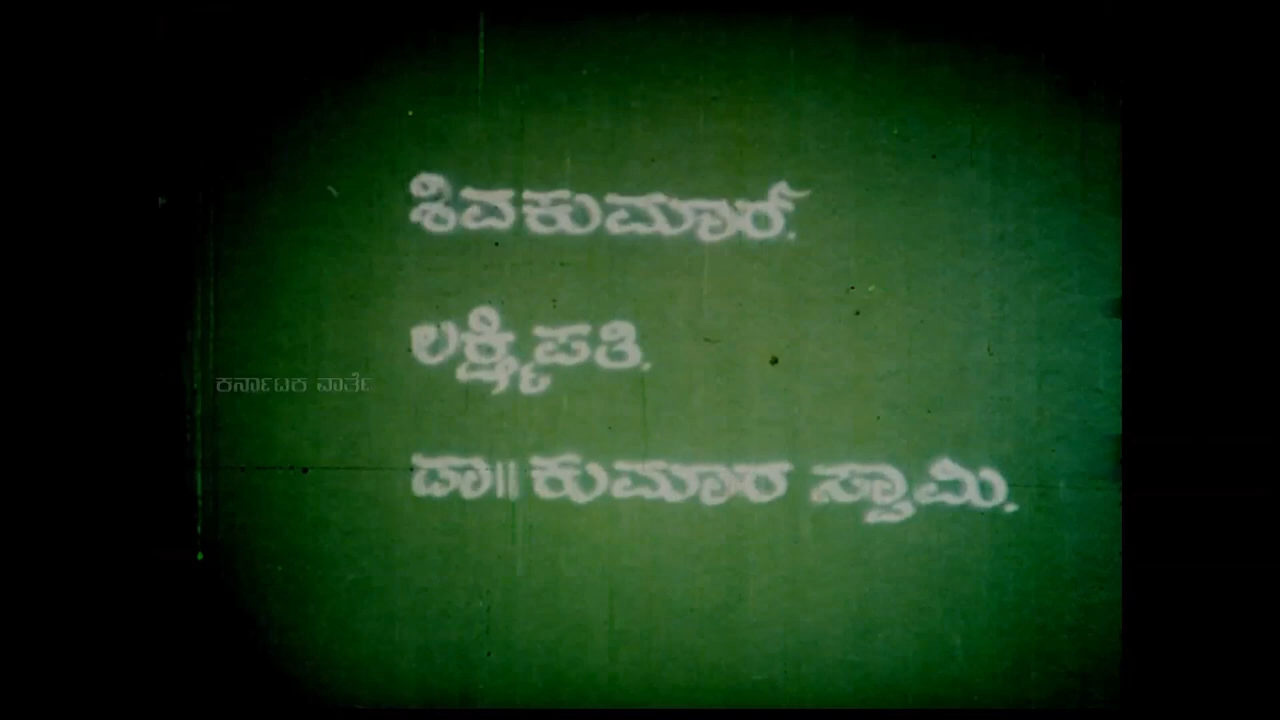 ಶಿವಕುಮಾರ್.
ಲಕ್ಷ್ಮಿಪತಿ.
ಕರ್ನಾಟಕ ವಾರ್ತೆ
ಡಾ॥ ಕುಮಾರ ಸ್ವಾಮಿ.